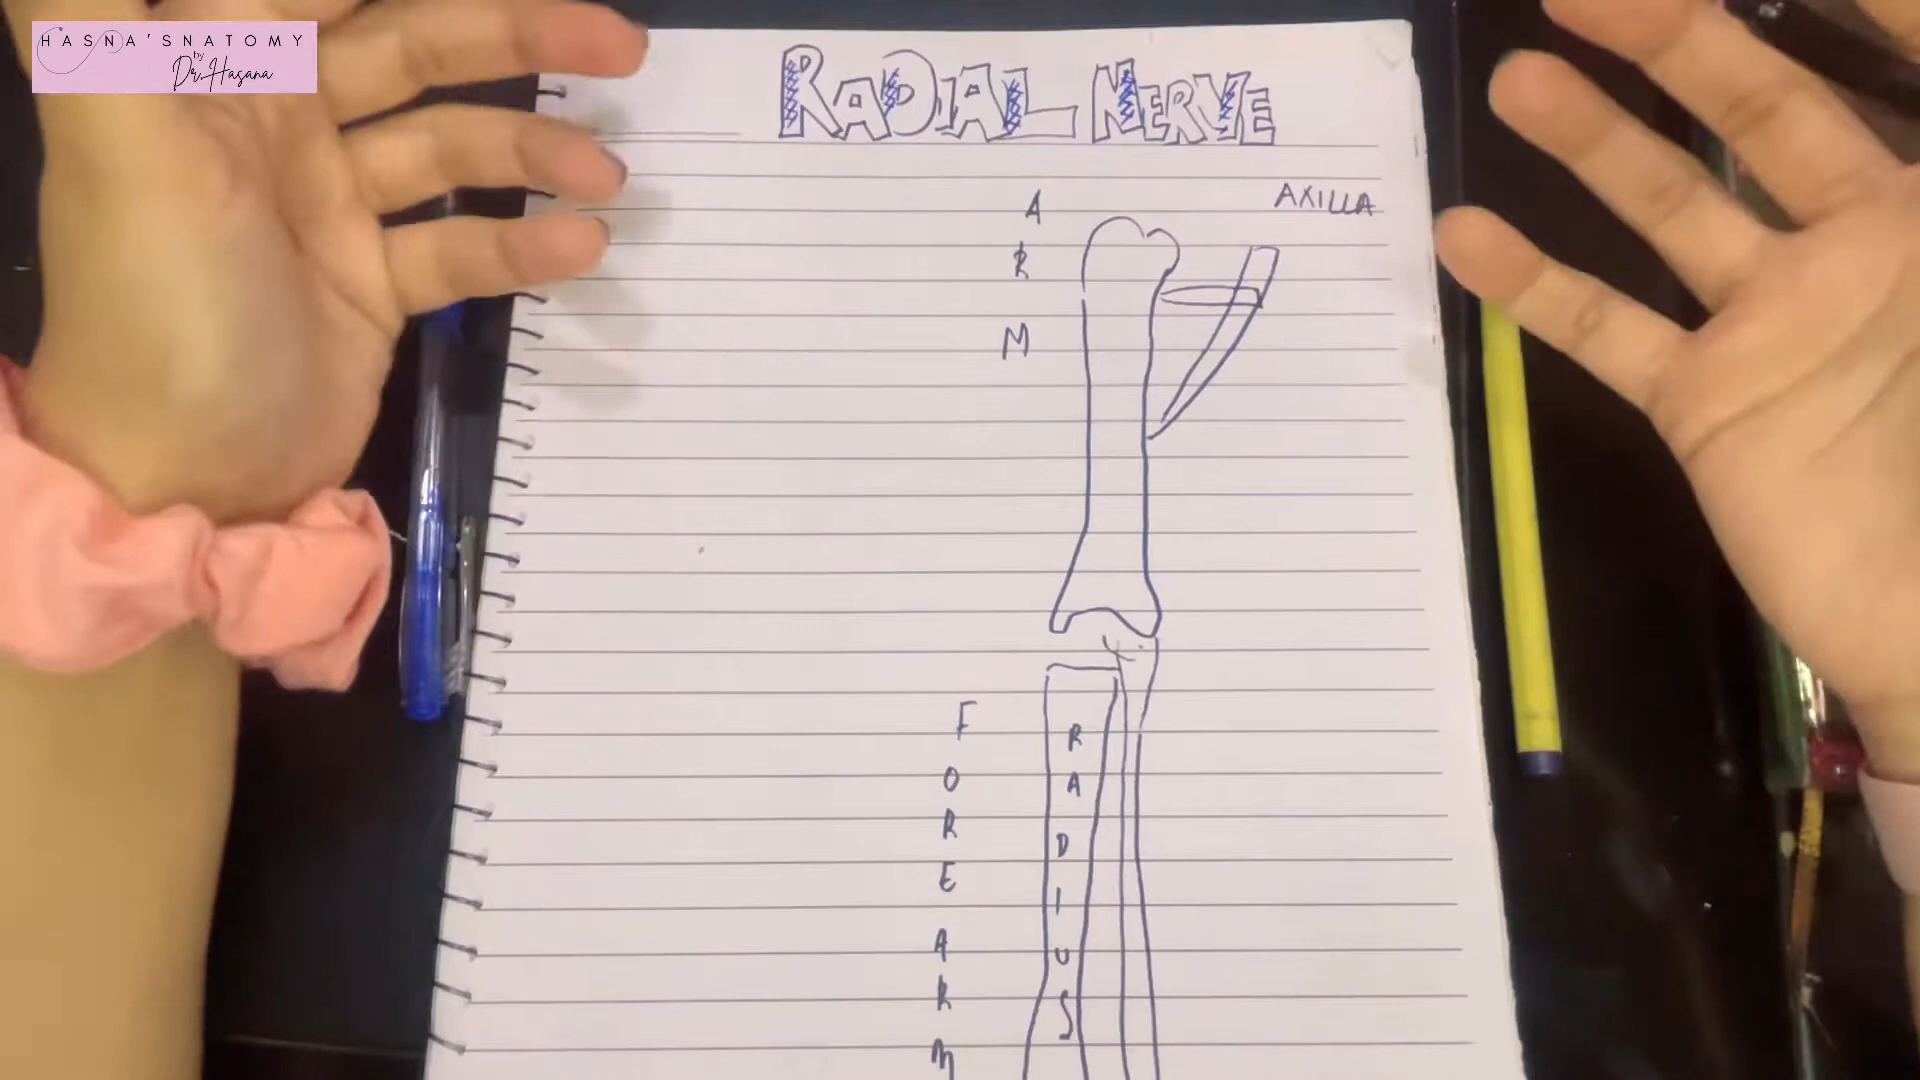 HASNA'SNATOMY
by
Dr.Hasana
RADIAL NERVE
AXILLA
A
R
M
F
O
R
E
A
R
M
R
A
D
I
U
S